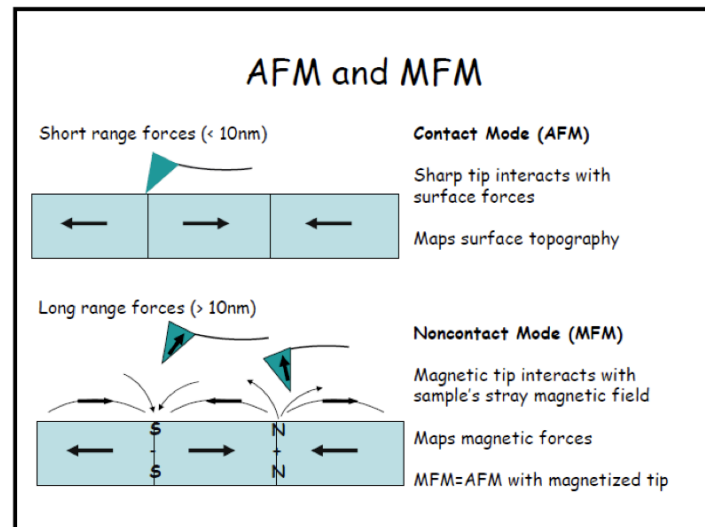 AFM and MFM
Short range forces (< 10nm)
Contact Mode (AFM)
Sharp tip interacts with
surface forces
Maps surface topography
Long range forces (> 10nm)
Noncontact Mode (MFM)
Magnetic tip interacts with
sample's stray magnetic field
Maps magnetic forces
MFM=AFM with magnetized tip
S N
- +
S N